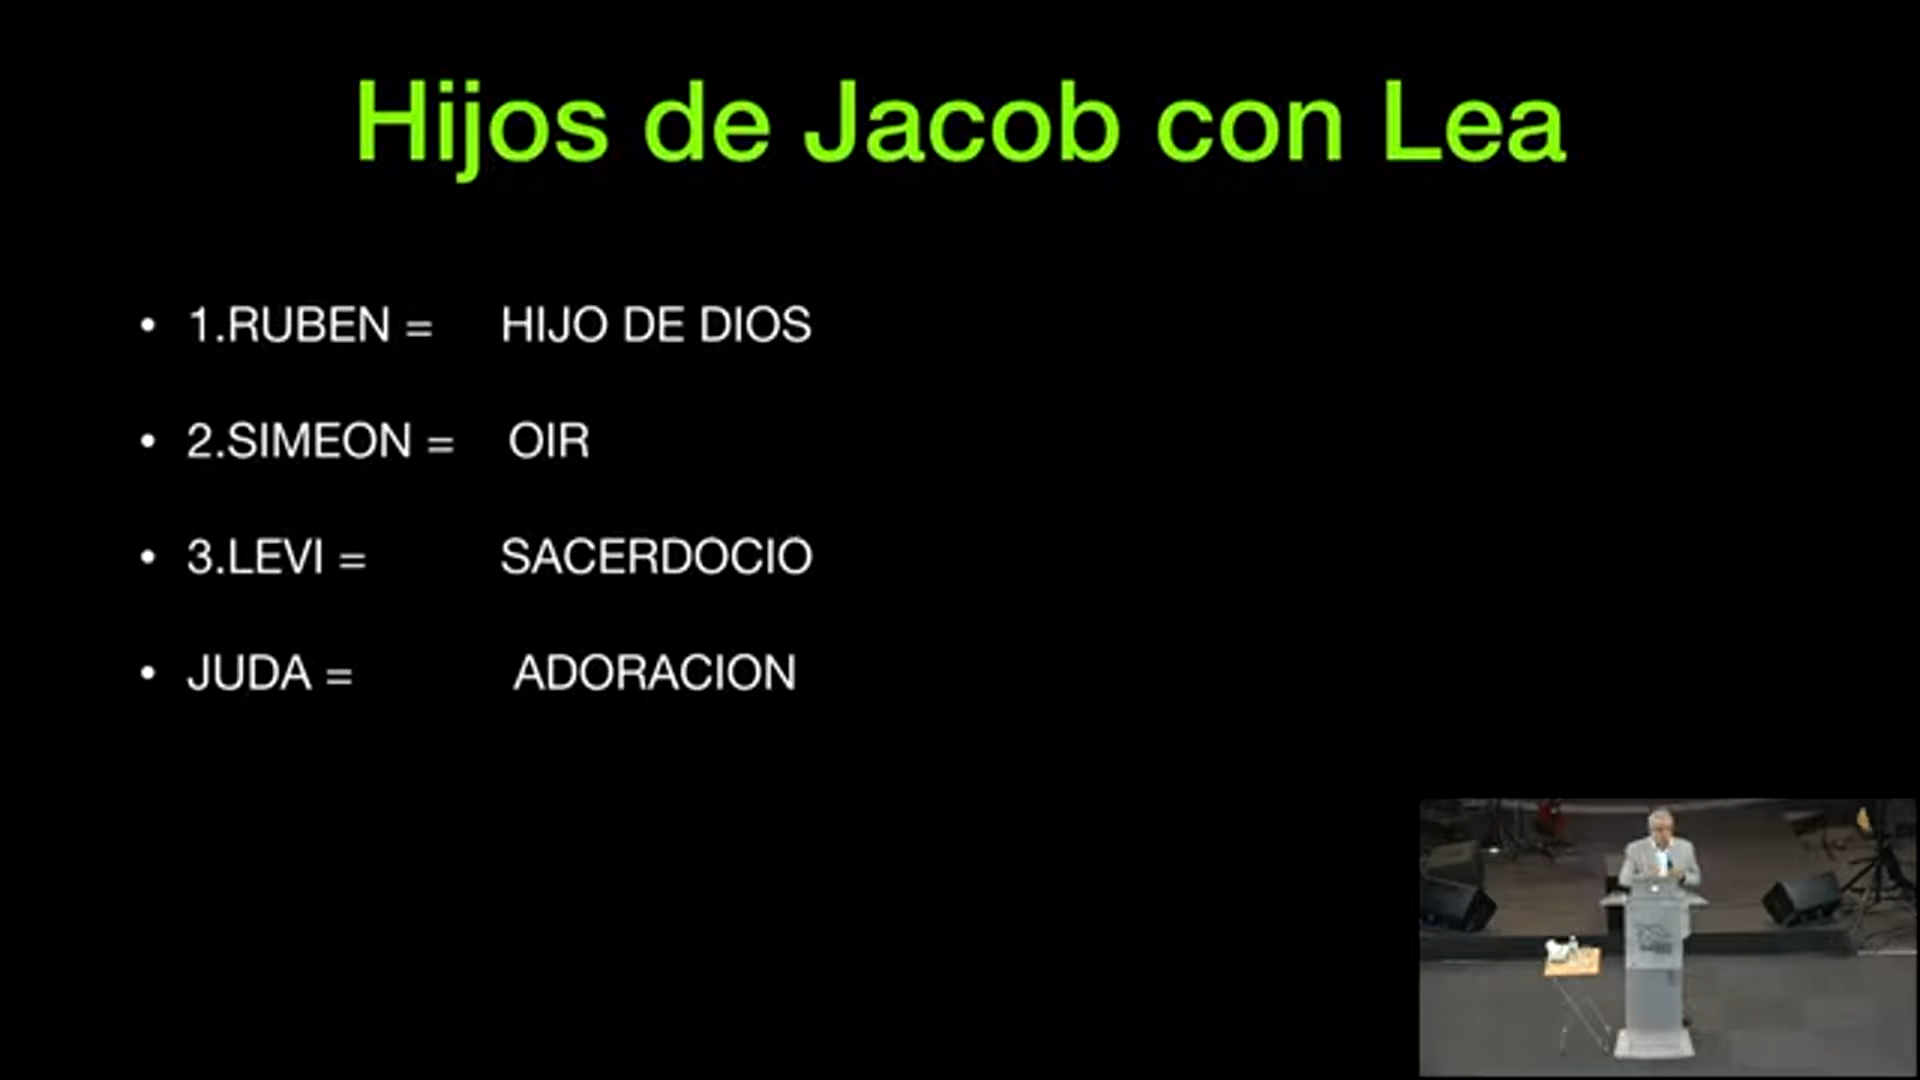 Hijos de Jacob con Lea
• 1.RUBEN = HIJO DE DIOS
• 2.SIMEON = OIR
• 3.LEVI = SACERDOCIO
• JUDA = ADORACION